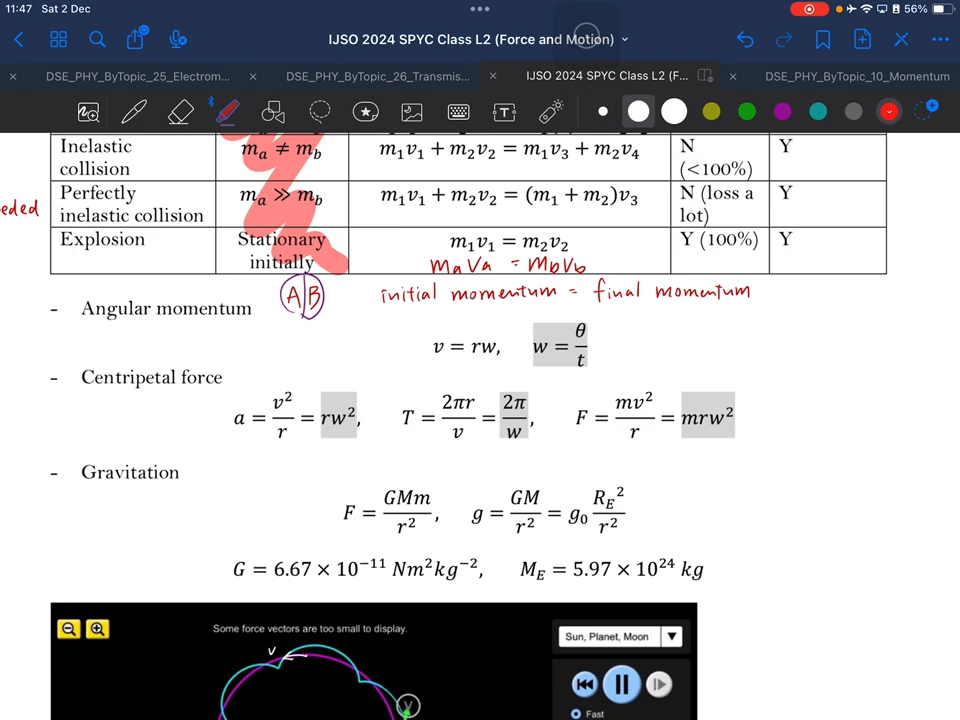 11:47 Sat 2 Dec 56%
IJSO 2024 SPYC Class L2 (Force and Motion)
DSE_PHY_ByTopic_25_Electrom... DSE_PHY_ByTopic_26_Transmis... IJSO 2024 SPYC Class L2 (F... DSE_PHY_ByTopic_10_Momentum
Inelastic collision mₐ ≠ m_b m₁v₁ + m₂v₂ = m₁v₃ + m₂v₄ N (<100%) Y
eded
Perfectly inelastic collision mₐ ≫ m_b m₁v₁ + m₂v₂ = (m₁ + m₂)v₃ N (loss a lot) Y
Explosion Stationary initially m₁v₁ = m₂v₂ Y (100%) Y
mₐvₐ = m_bv_b
A|B initial momentum = final momentum
- Angular momentum
v = rw, w = θ/t
- Centripetal force
a = v²/r = rw², T = 2πr/v = 2π/w, F = mv²/r = mrw²
- Gravitation
F = GMm/r², g = GM/r² = g₀ R_E²/r²
G = 6.67 × 10⁻¹¹ Nm²kg⁻², M_E = 5.97 × 10²⁴ kg
Some force vectors are too small to display.
Sun, Planet, Moon
v
Fast